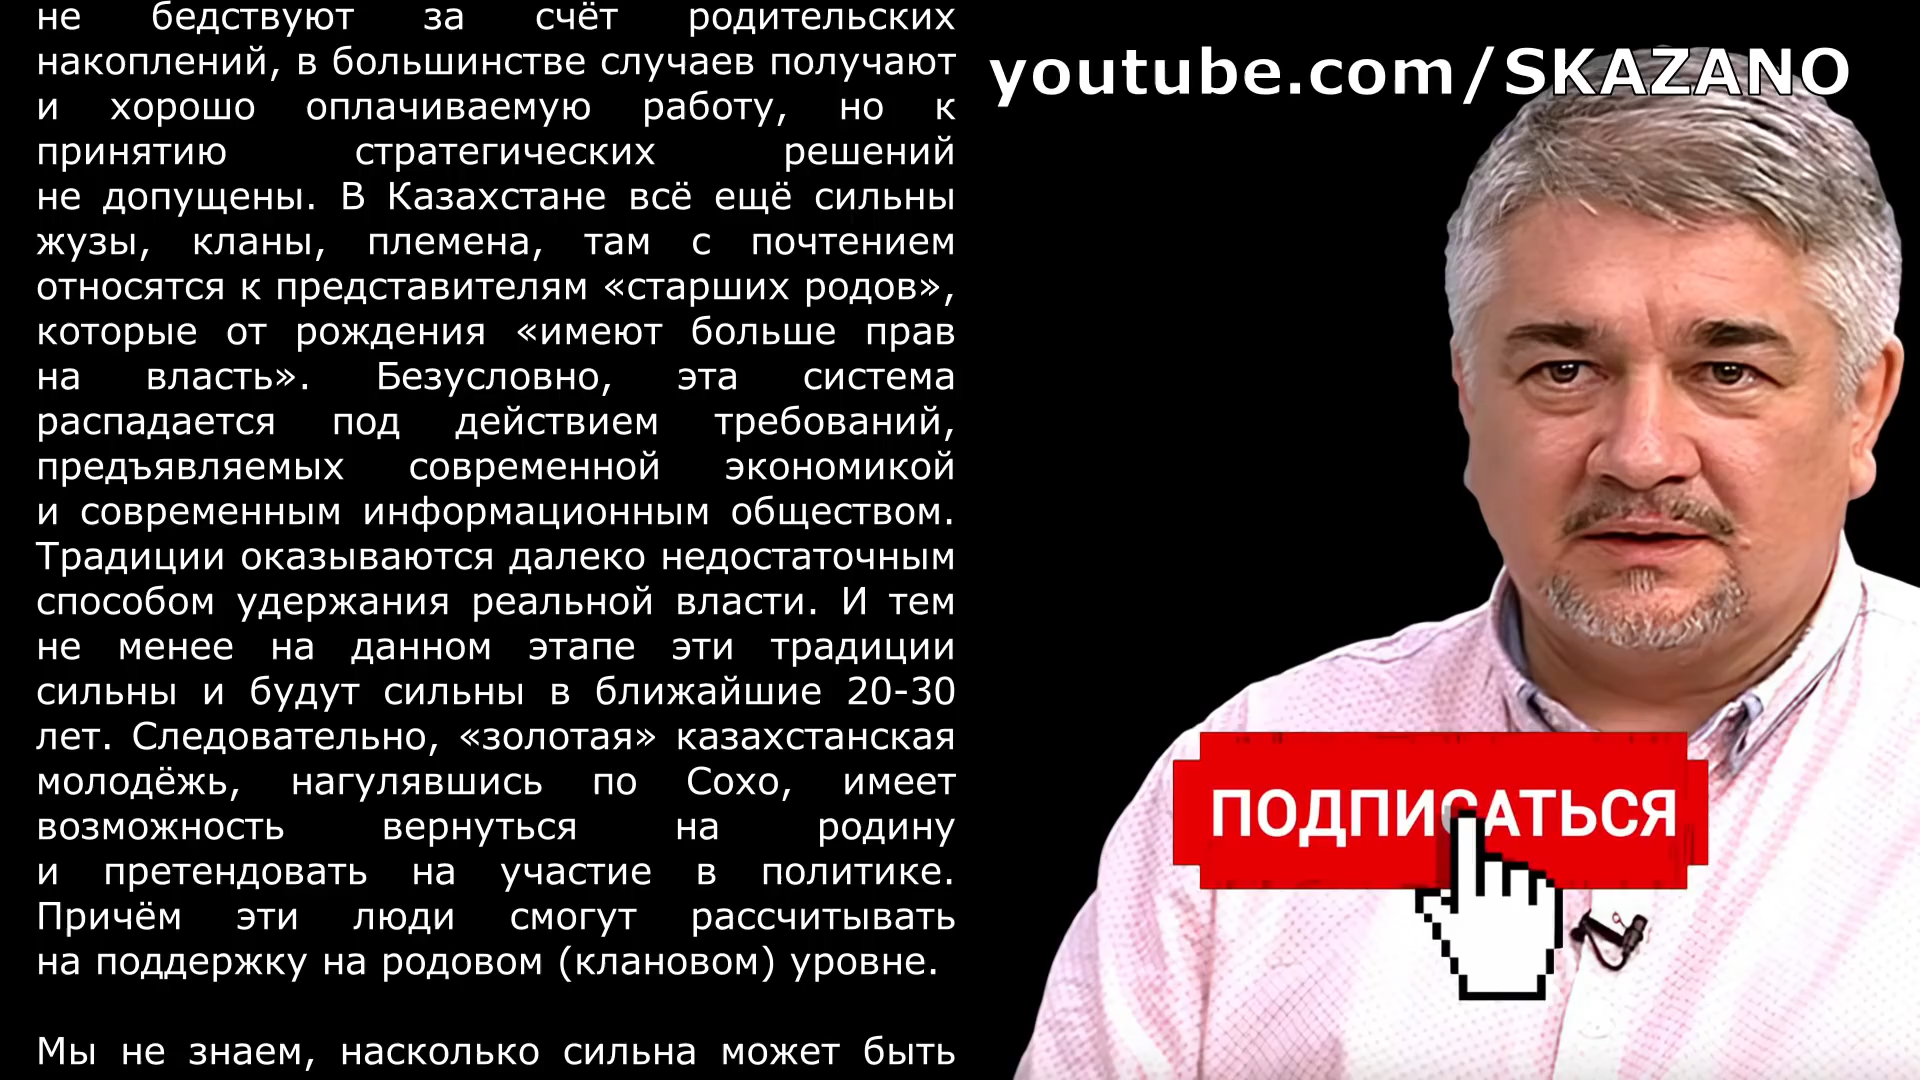 не бедствуют за счёт родительских
накоплений, в большинстве случаев получают
и хорошо оплачиваемую работу, но к
принятию стратегических решений
не допущены. В Казахстане всё ещё сильны
жузы, кланы, племена, там с почтением
относятся к представителям «старших родов»,
которые от рождения «имеют больше прав
на власть». Безусловно, эта система
распадается под действием требований,
предъявляемых современной экономикой
и современным информационным обществом.
Традиции оказываются далеко недостаточным
способом удержания реальной власти. И тем
не менее на данном этапе эти традиции
сильны и будут сильны в ближайшие 20-30
лет. Следовательно, «золотая» казахстанская
молодёжь, нагулявшись по Сохо, имеет
возможность вернуться на родину
и претендовать на участие в политике.
Причём эти люди смогут рассчитывать
на поддержку на родовом (клановом) уровне.
Мы не знаем, насколько сильна может быть
youtube.com/SKAZANO
ПОДПИСАТЬСЯ